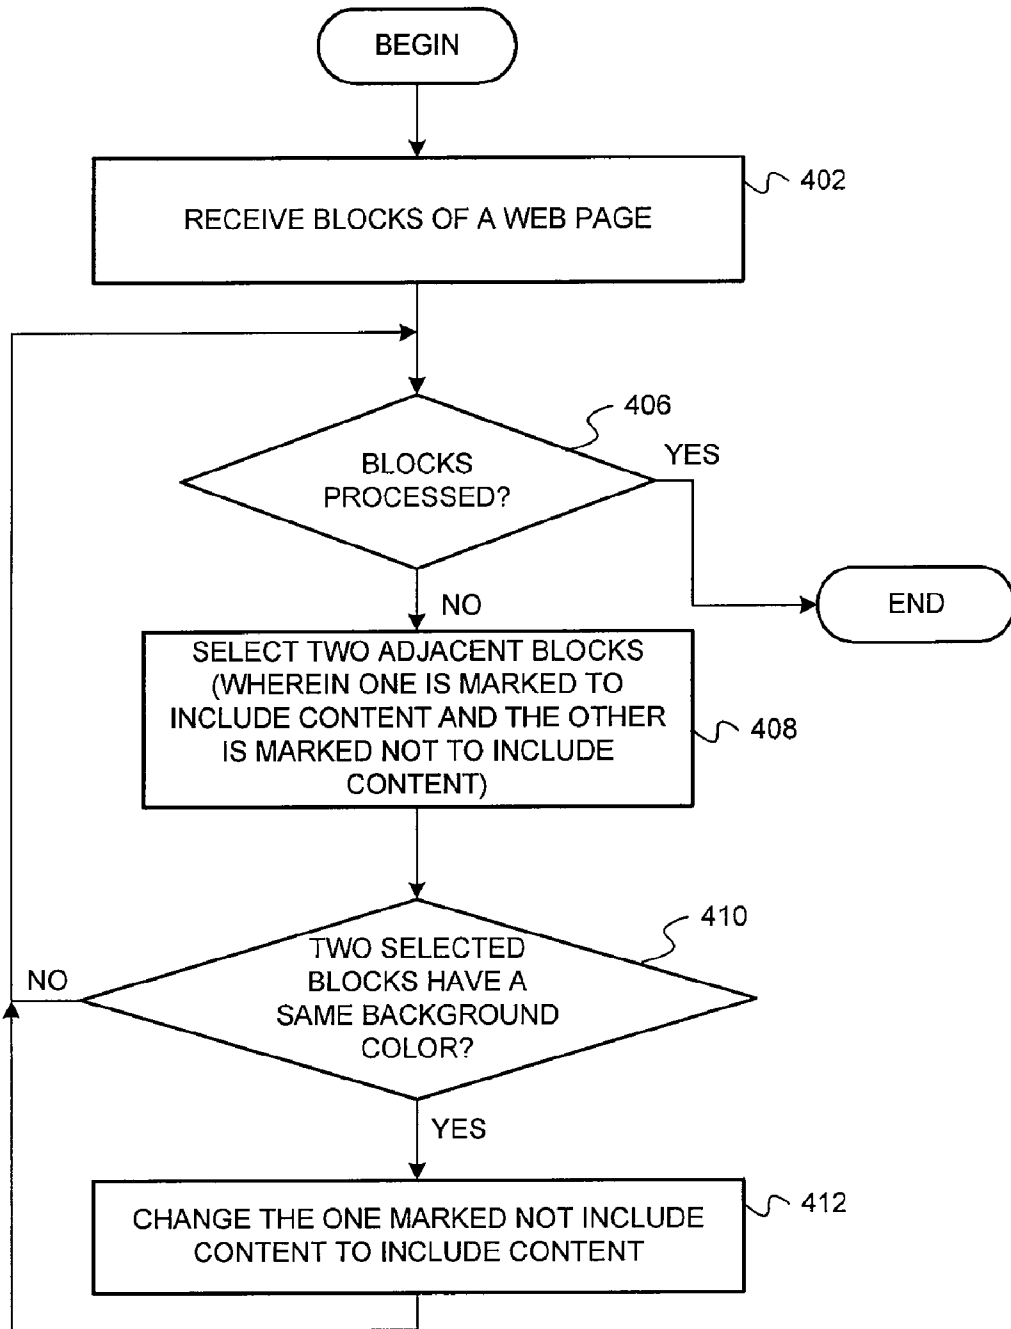 BEGIN
402
RECEIVE BLOCKS OF A WEB PAGE
406
BLOCKS
PROCESSED?
YES
NO
END
SELECT TWO ADJACENT BLOCKS
(WHEREIN ONE IS MARKED TO
INCLUDE CONTENT AND THE OTHER
IS MARKED NOT TO INCLUDE
CONTENT)
408
410
TWO SELECTED
BLOCKS HAVE A
SAME BACKGROUND
COLOR?
NO
YES
412
CHANGE THE ONE MARKED NOT INCLUDE
CONTENT TO INCLUDE CONTENT